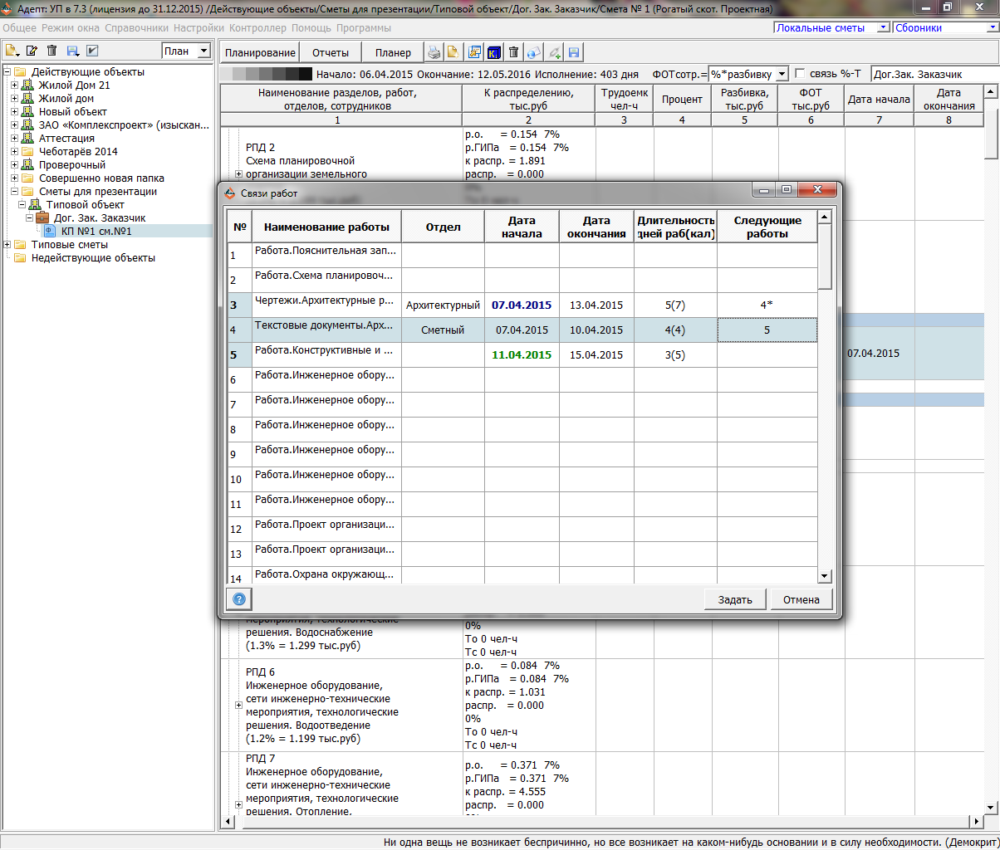 Адепт: УП в 7.3 (лицензия до 31.12.2015) /Действующие объекты/Сметы для презентации/Типовой объект/Дог. Зак. Заказчик/Смета № 1 (Рогатый скот. Проектная)
Общее Режим окна Справочники Настройки Контроллер Помощь Программы
Локальные сметы
Сборники
План
Планирование
Отчеты
Планер
Начало: 06.04.2015 Окончание: 12.05.2016 Исполнение: 403 дня
ФОТсотр.=
%*разбивку
связь %-Т
Дог.Зак. Заказчик
Действующие объекты
Жилой Дом 21
Жилой дом
Новый объект
ЗАО «Комплекспроект» (изыскан...
Аттестация
Чеботарёв 2014
Проверочный
Совершенно новая папка
Сметы для презентации
Типовой объект
Дог. Зак. Заказчик
КП №1 см.№1
Типовые сметы
Недействующие объекты
Наименование разделов, работ, отделов, сотрудников
К распределению, тыс.руб
Трудоемк чел-ч
Процент
Разбивка, тыс.руб
ФОТ тыс.руб
Дата начала
Дата окончания
1 2 3 4 5 6 7 8
РПД 2
Схема планировочной
организации земельного
р.о. = 0.154 7%
р.ГИПа = 0.154 7%
к распр. = 1.891
распр. = 0.000
07.04.2015
Связи работ
№ Наименование работы Отдел Дата начала Дата окончания Длительность дней раб(кал) Следующие работы
1 Работа.Пояснительная зап...
2 Работа.Схема планировоч...
3 Чертежи.Архитектурные р... Архитектурный 07.04.2015 13.04.2015 5(7) 4*
4 Текстовые документы.Арх... Сметный 07.04.2015 10.04.2015 4(4) 5
5 Работа.Конструктивные и ... 11.04.2015 15.04.2015 3(5)
6 Работа.Инженерное обору...
7 Работа.Инженерное обору...
8 Работа.Инженерное обору...
9 Работа.Инженерное обору...
10 Работа.Инженерное обору...
11 Работа.Инженерное обору...
12 Работа.Проект организаци...
13 Работа.Проект организаци...
14 Работа.Охрана окружающ...
Задать
Отмена
мероприятия, технологические
решения. Водоснабжение
(1.3% = 1.299 тыс.руб)
0%
То 0 чел-ч
Тс 0 чел-ч
РПД 6
Инженерное оборудование,
сети инженерно-технические
мероприятия, технологические
решения. Водоотведение
(1.2% = 1.199 тыс.руб)
р.о. = 0.084 7%
р.ГИПа = 0.084 7%
к распр. = 1.031
распр. = 0.000
0%
То 0 чел-ч
Тс 0 чел-ч
РПД 7
Инженерное оборудование,
сети инженерно-технические
мероприятия, технологические
решения. Отопление,
р.о. = 0.371 7%
р.ГИПа = 0.371 7%
к распр. = 4.555
распр. = 0.000
Ни одна вещь не возникает беспричинно, но все возникает на каком-нибудь основании и в силу необходимости. (Демокрит)